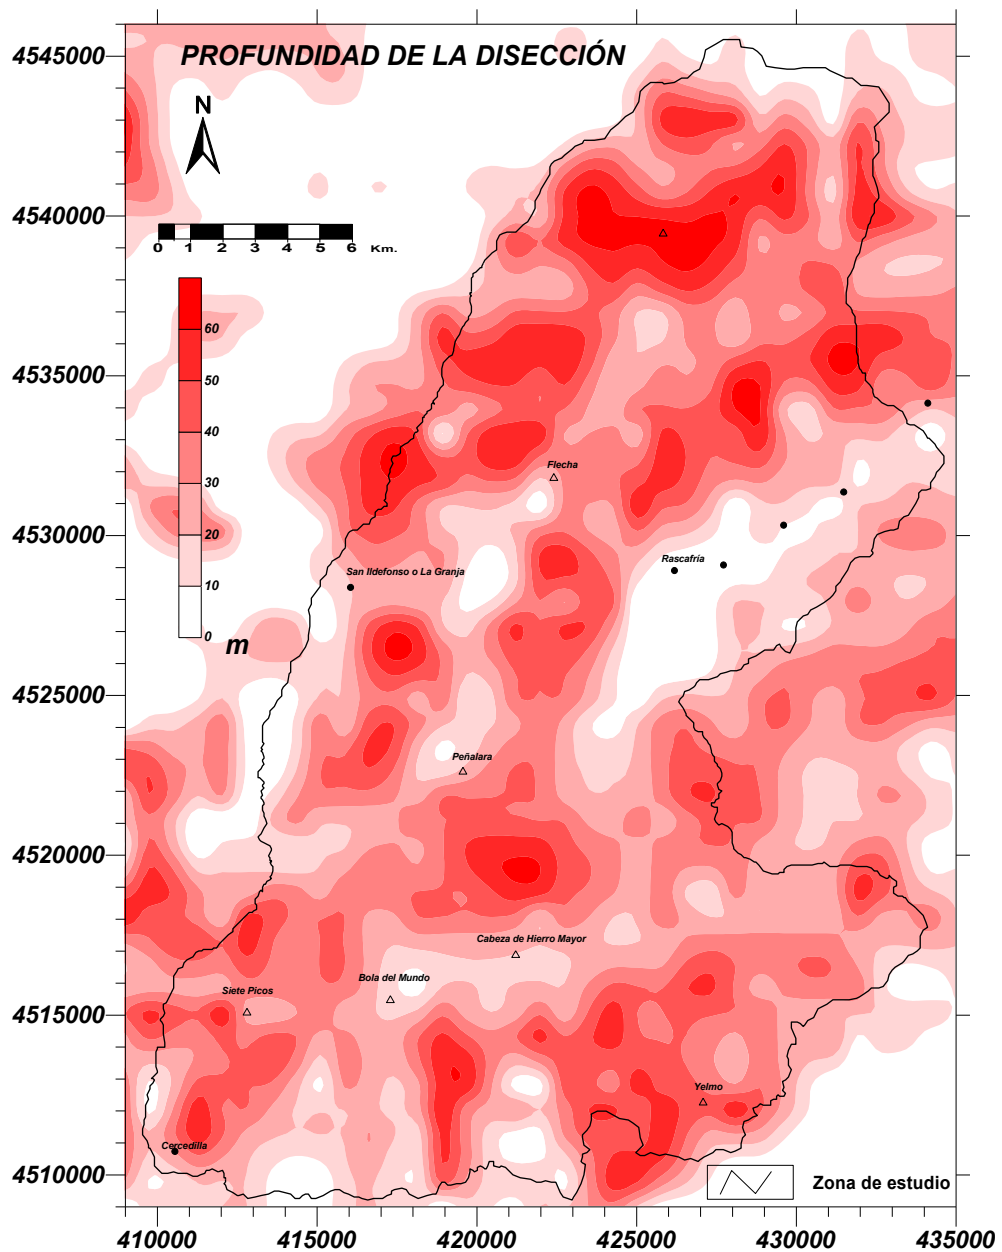 PROFUNDIDAD DE LA DISECCIÓN
N
0 1 2 3 4 5 6 Km.
60
50
40
30
20
10
0
m
4545000
4540000
4535000
4530000
4525000
4520000
4515000
4510000
Flecha
San Ildefonso o La Granja
Rascafría
Peñalara
Cabeza de Hierro Mayor
Bola del Mundo
Siete Picos
Yelmo
Cercedilla
Zona de estudio
410000 415000 420000 425000 430000 435000